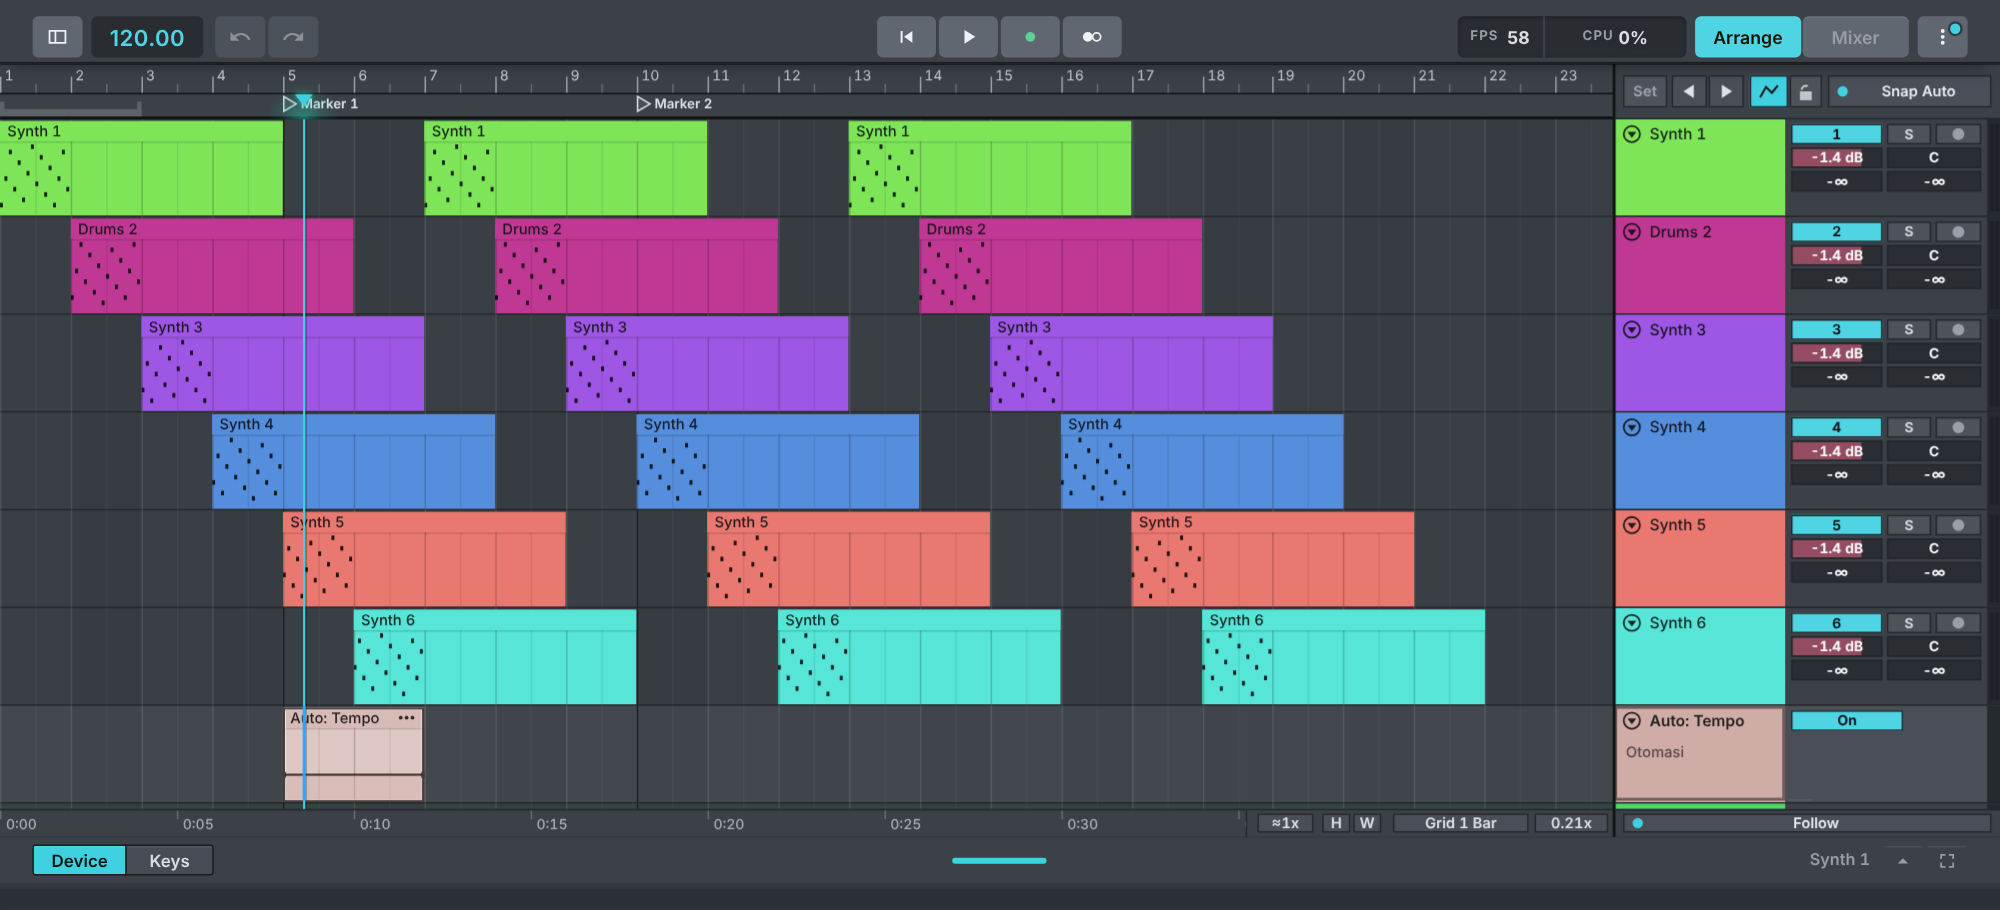 120.00
FPS 58
CPU 0%
Arrange
Mixer
1 2 3 4 5 6 7 8 9 10 11 12 13 14 15 16 17 18 19 20 21 22 23
Set
Snap Auto
Marker 1
Marker 2
Synth 1 Synth 1 Synth 1
Synth 1
1 S
-1.4 dB C
-∞ -∞
Drums 2 Drums 2 Drums 2
Drums 2
2 S
-1.4 dB C
-∞ -∞
Synth 3 Synth 3 Synth 3
Synth 3
3 S
-1.4 dB C
-∞ -∞
Synth 4 Synth 4 Synth 4
Synth 4
4 S
-1.4 dB C
-∞ -∞
Synth 5 Synth 5 Synth 5
Synth 5
5 S
-1.4 dB C
-∞ -∞
Synth 6 Synth 6 Synth 6
Synth 6
6 S
-1.4 dB C
-∞ -∞
Auto: Tempo •••
Auto: Tempo
On
Otomasi
0:00 0:05 0:10 0:15 0:20 0:25 0:30
≈1x
H W
Grid 1 Bar
0.21x
Follow
Device
Keys
Synth 1